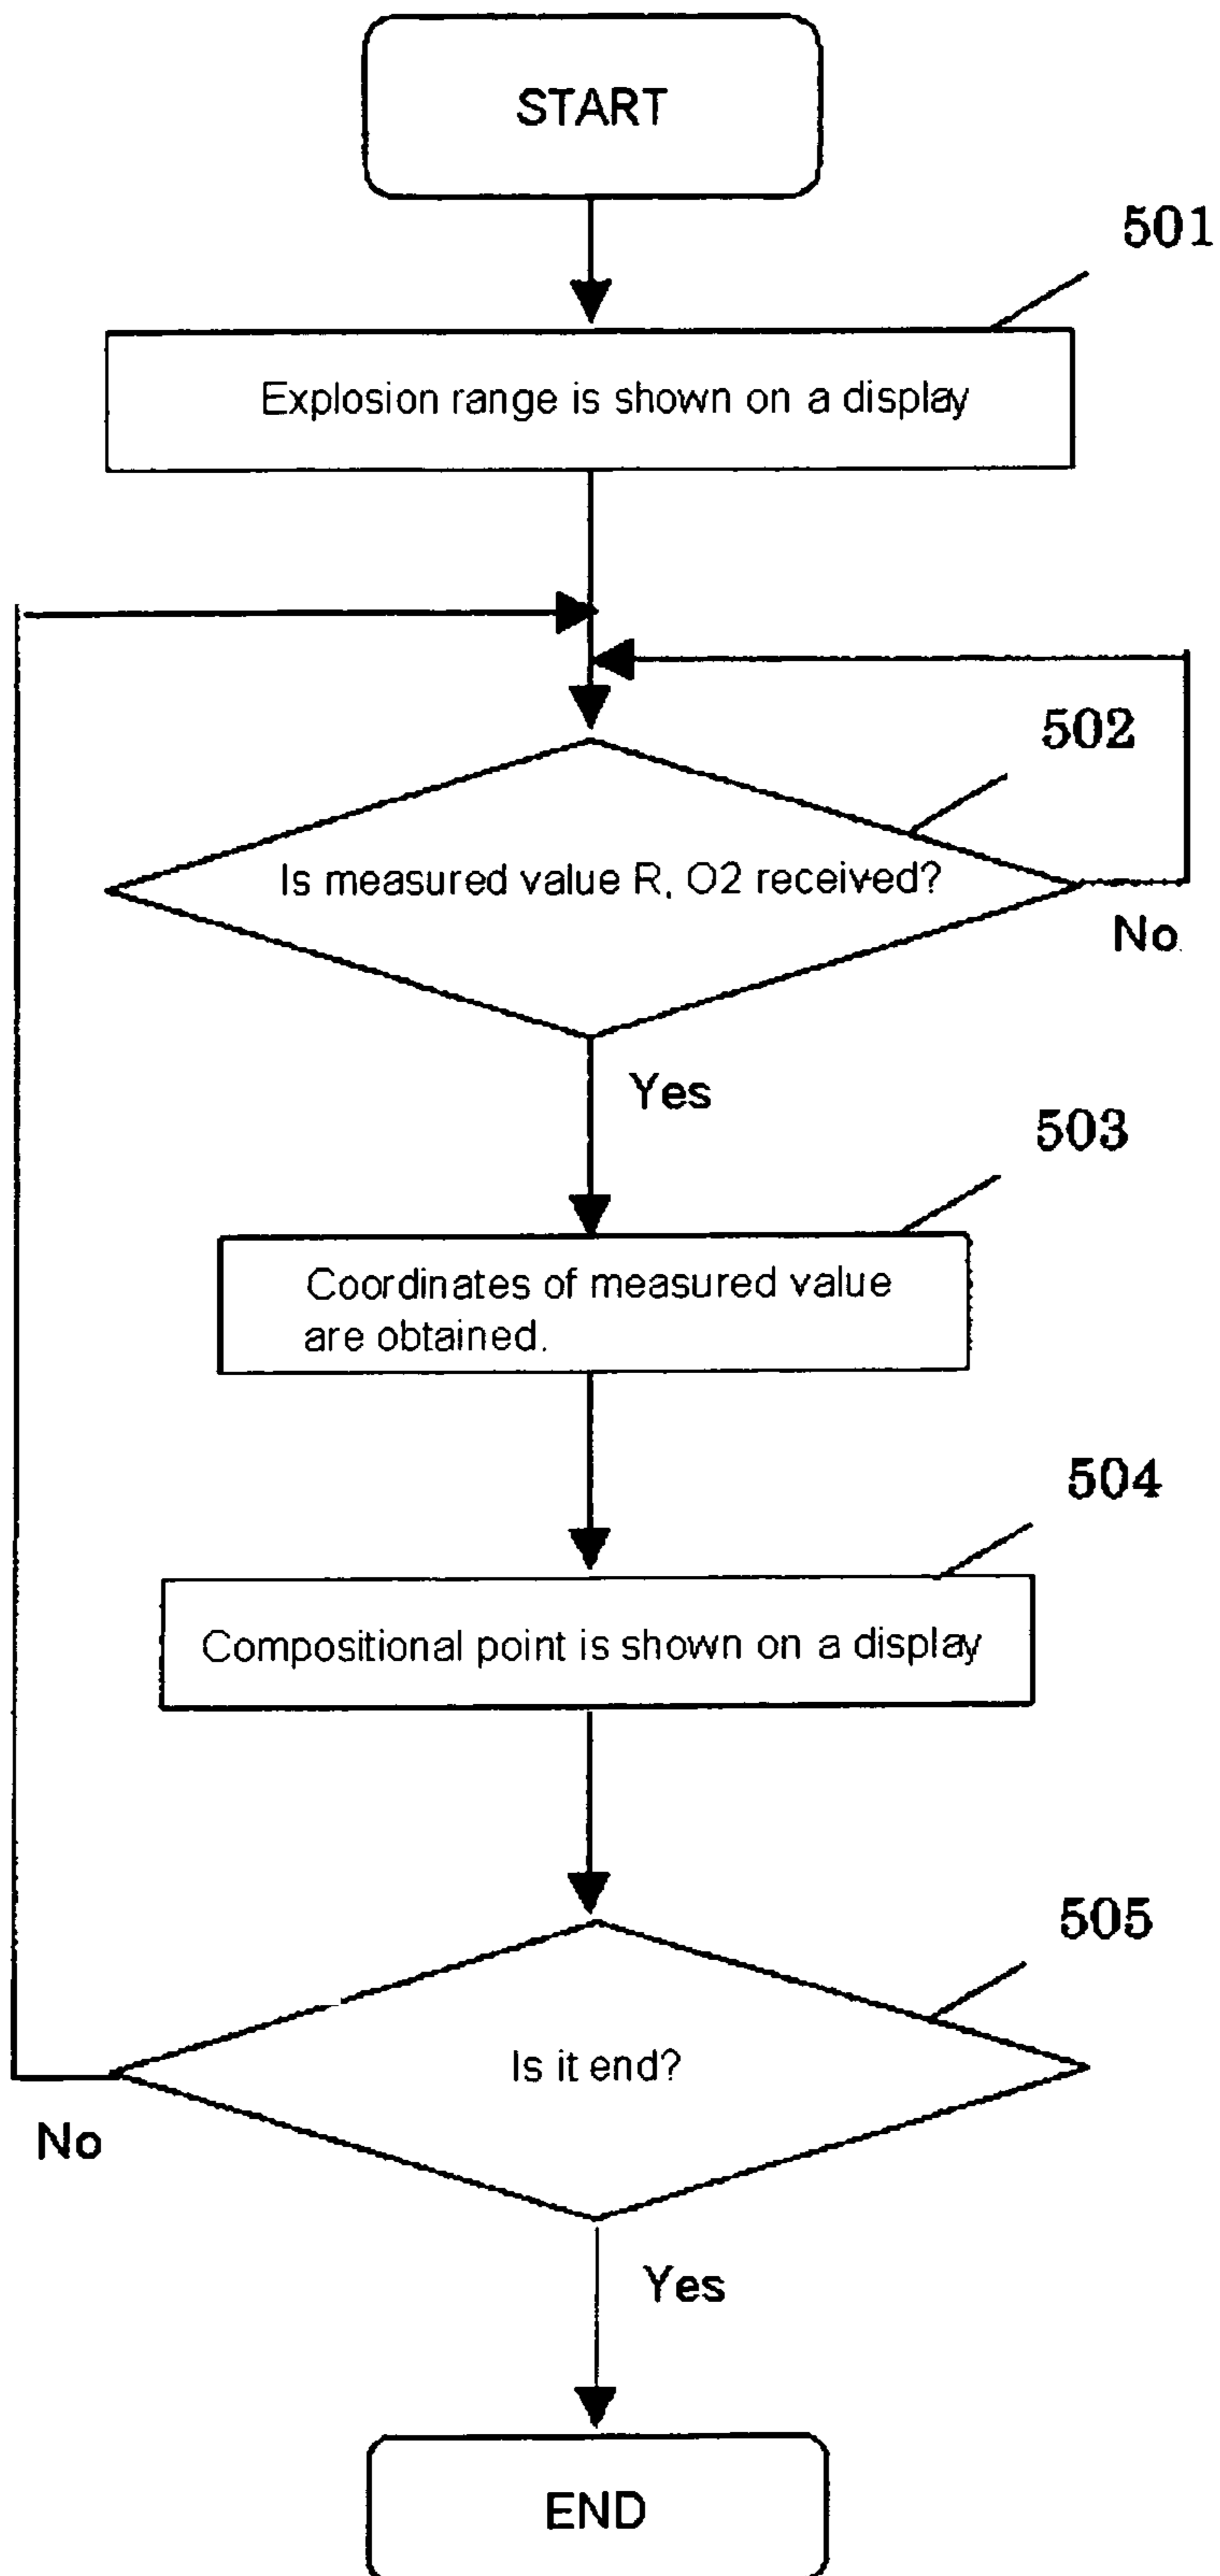 START
501
Explosion range is shown on a display
502
Is measured value R, O2 received?
No
Yes
503
Coordinates of measured value
are obtained.
504
Compositional point is shown on a display
505
Is it end?
No
Yes
END